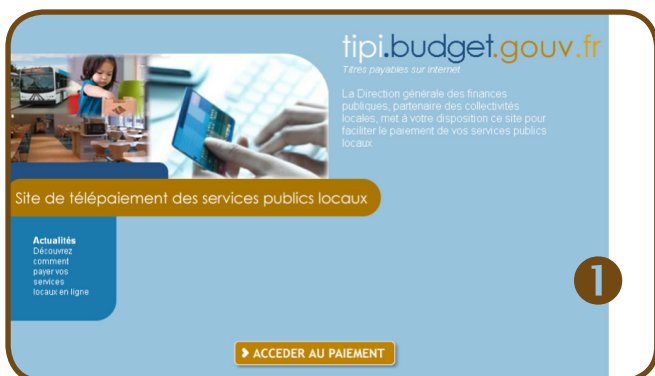 tipi.budget.gouv.fr
Titres payables sur internet
La Direction générale des finances
publiques, partenaire des collectivités
locales, met à votre disposition ce site pour
faciliter le paiement de vos services publics
locaux
Site de télépaiement des services publics locaux
Actualités
Découvrez
comment
payer vos
services
locaux en ligne
1
ACCEDER AU PAIEMENT